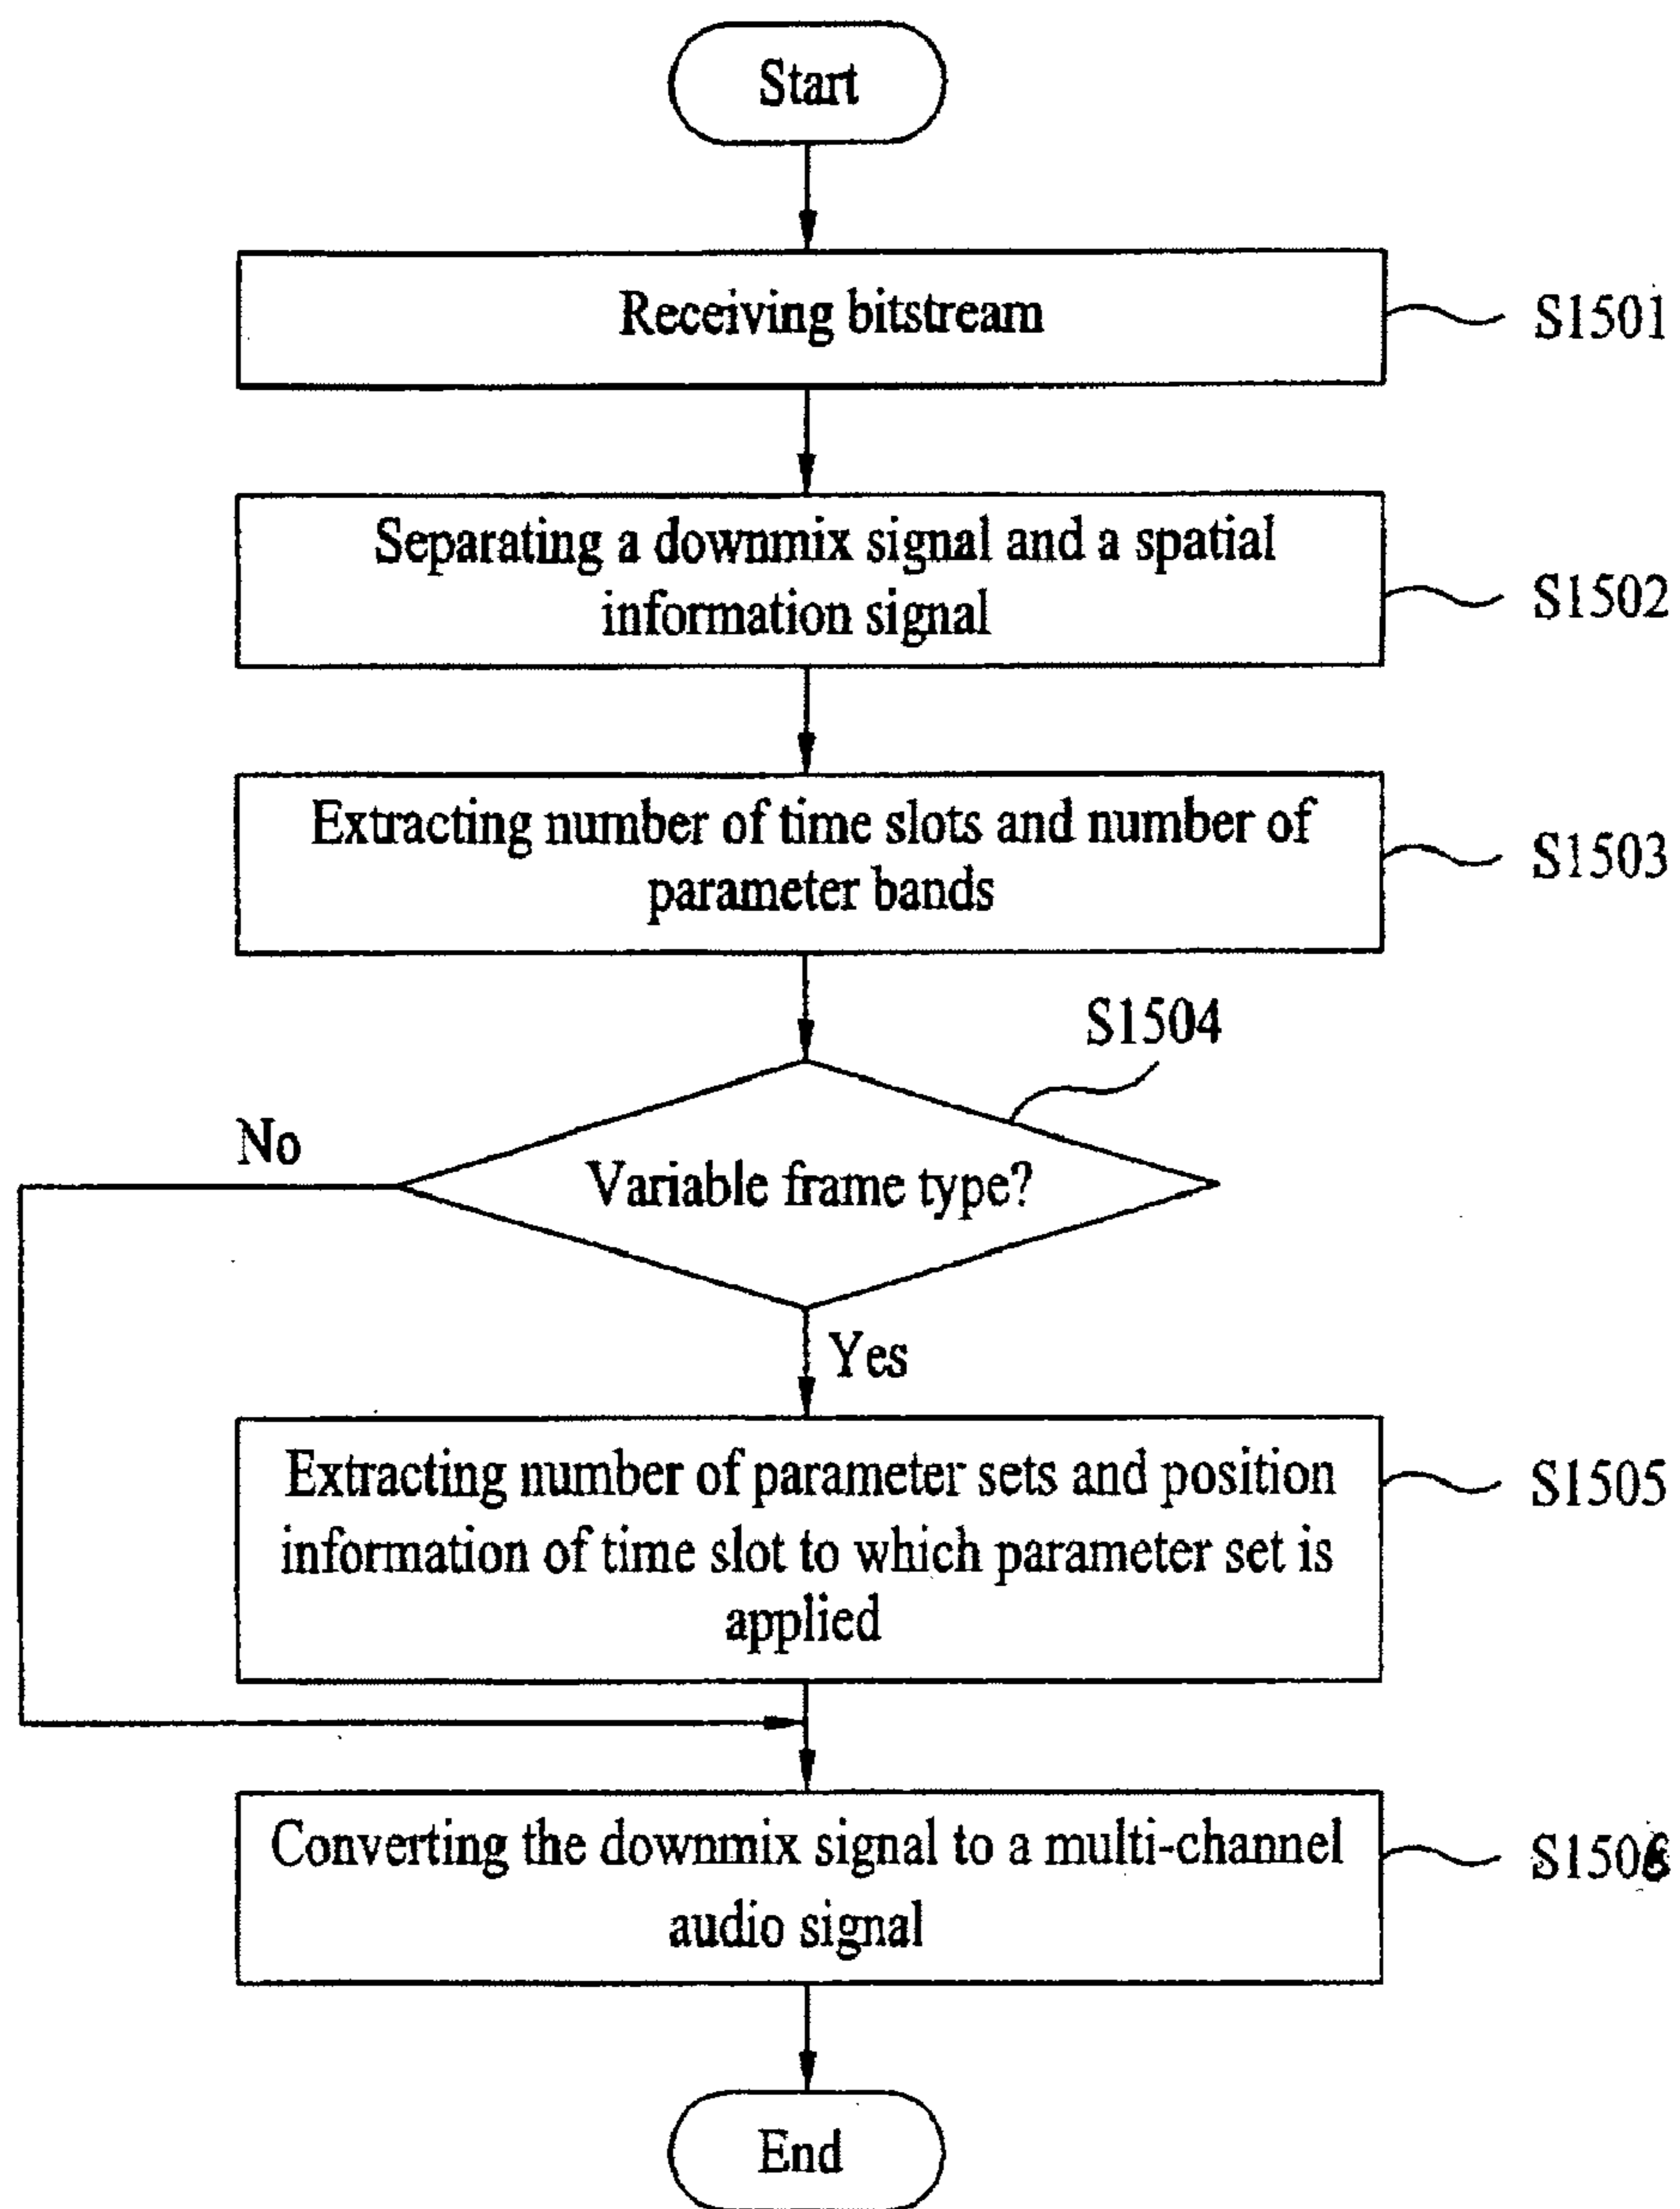 Start
Receiving bitstream
S1501
Separating a downmix signal and a spatial
information signal
S1502
Extracting number of time slots and number of
parameter bands
S1503
S1504
No
Variable frame type?
Yes
Extracting number of parameter sets and position
information of time slot to which parameter set is
applied
S1505
Converting the downmix signal to a multi-channel
audio signal
S1506
End